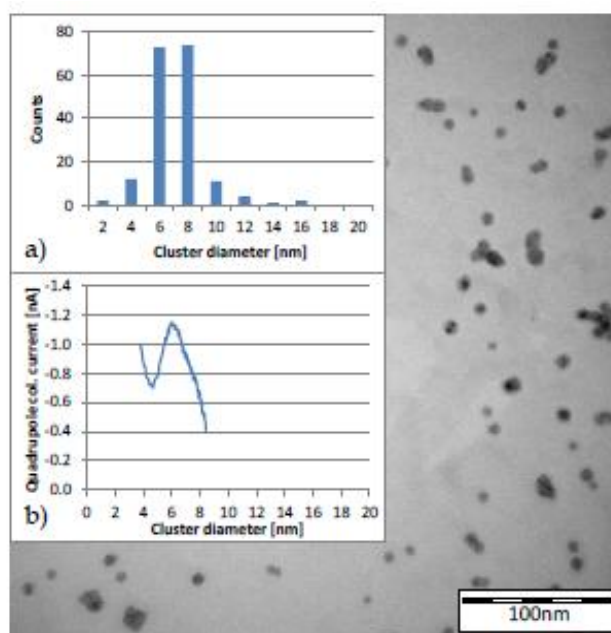 80
60
40
20
0
Counts
2 4 6 8 10 12 14 16 18 20
Cluster diameter [nm]
a)
-1.4
-1.2
-1.0
-0.8
-0.6
-0.4
-0.2
0.0
Quadrupole col. current [nA]
0 2 4 6 8 10 12 14 16 18 20
Cluster diameter [nm]
b)
100nm